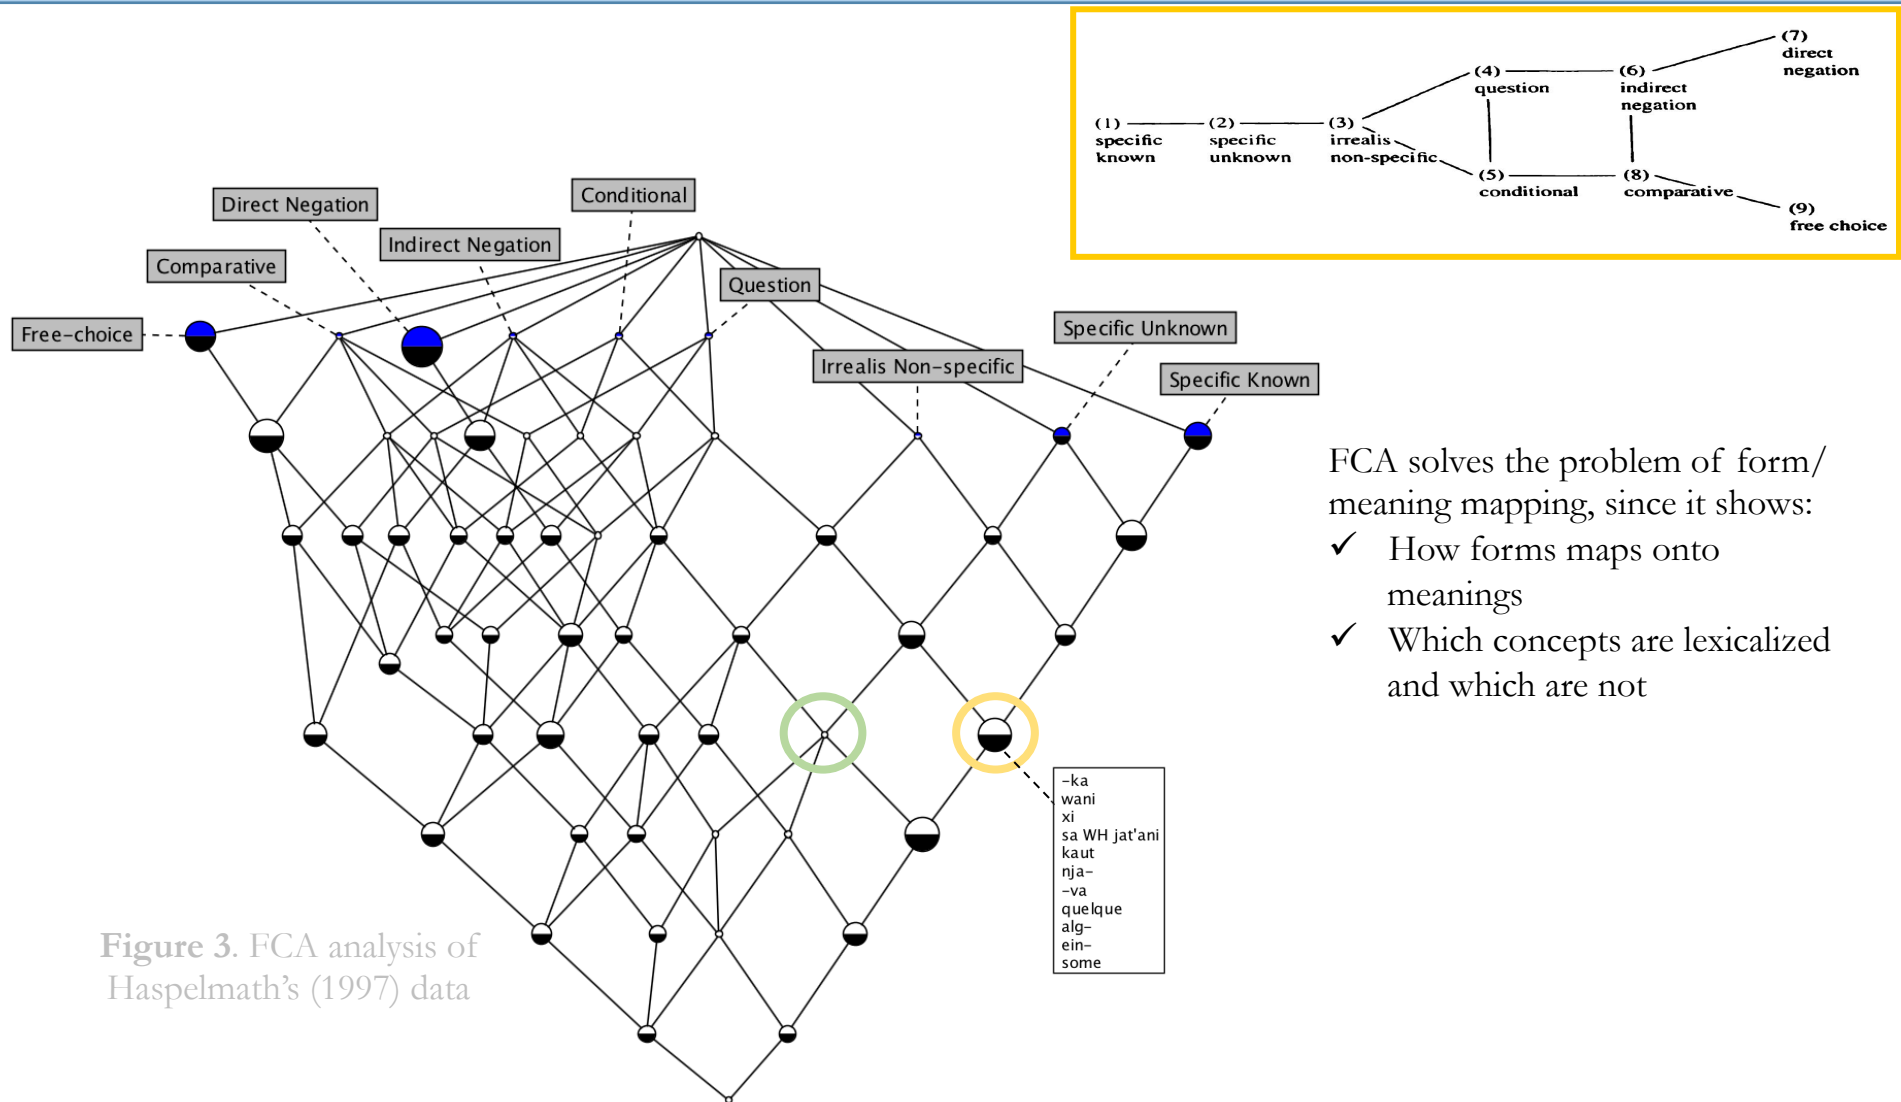 (7)
direct
negation
(4)
question
(6)
indirect
negation
(1)
specific
known
(2)
specific
unknown
(3)
irrealis
non-specific
(5)
conditional
(8)
comparative
(9)
free choice
Conditional
Direct Negation
Indirect Negation
Comparative
Question
Free-choice
Specific Unknown
Irrealis Non-specific
Specific Known
FCA solves the problem of form/
meaning mapping, since it shows:
✓ How forms maps onto
meanings
✓ Which concepts are lexicalized
and which are not
-ka
wani
xi
sa WH jat'ani
kaut
nja-
-va
quelque
alg-
ein-
some
Figure 3. FCA analysis of
Haspelmath's (1997) data